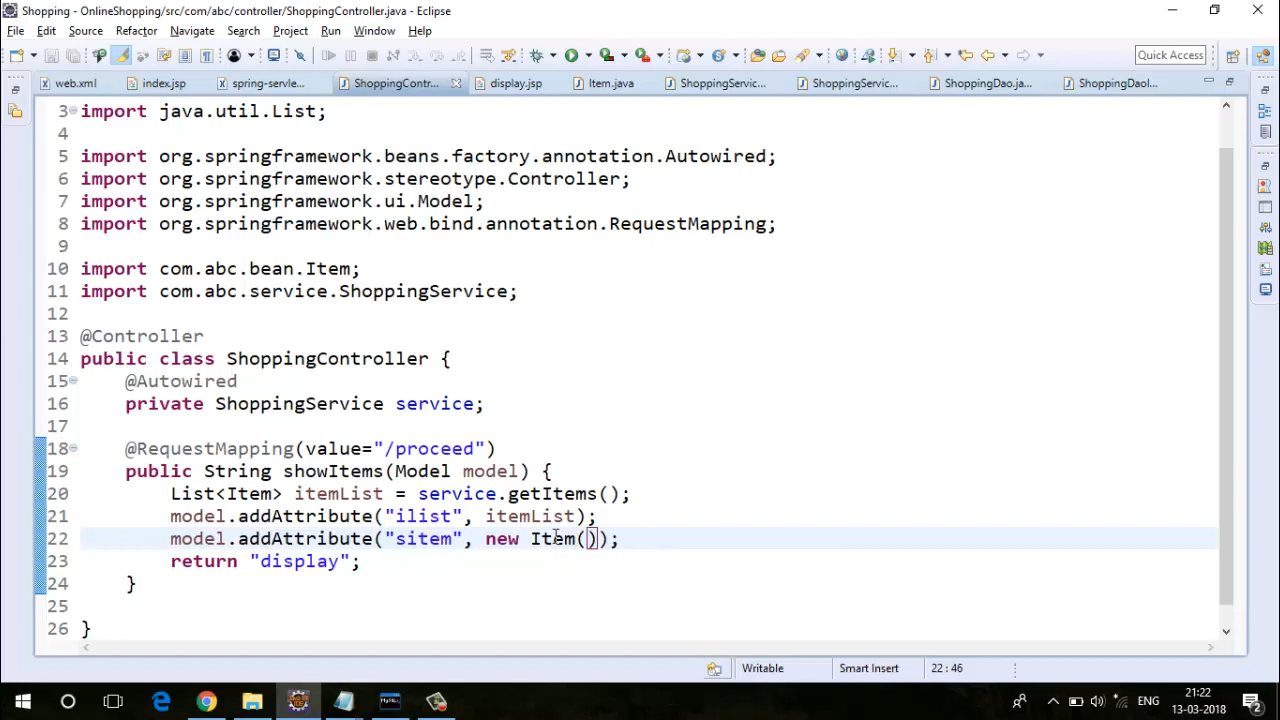 Shopping - OnlineShopping/src/com/abc/controller/ShoppingController.java - Eclipse
File Edit Source Refactor Navigate Search Project Run Window Help
Quick Access
web.xml index.jsp spring-servle... ShoppingContr... display.jsp Item.java ShoppingServic... ShoppingServic... ShoppingDao.ja... ShoppingDaoI...
3 import java.util.List;
4
5 import org.springframework.beans.factory.annotation.Autowired;
6 import org.springframework.stereotype.Controller;
7 import org.springframework.ui.Model;
8 import org.springframework.web.bind.annotation.RequestMapping;
9
10 import com.abc.bean.Item;
11 import com.abc.service.ShoppingService;
12
13 @Controller
14 public class ShoppingController {
15 @Autowired
16 private ShoppingService service;
17
18 @RequestMapping(value="/proceed")
19 public String showItems(Model model) {
20 List<Item> itemList = service.getItems();
21 model.addAttribute("ilist", itemList);
22 model.addAttribute("sitem", new Item());
23 return "display";
24 }
25
26 }
Writable Smart Insert 22 : 46
ENG 21:22
13-03-2018
2